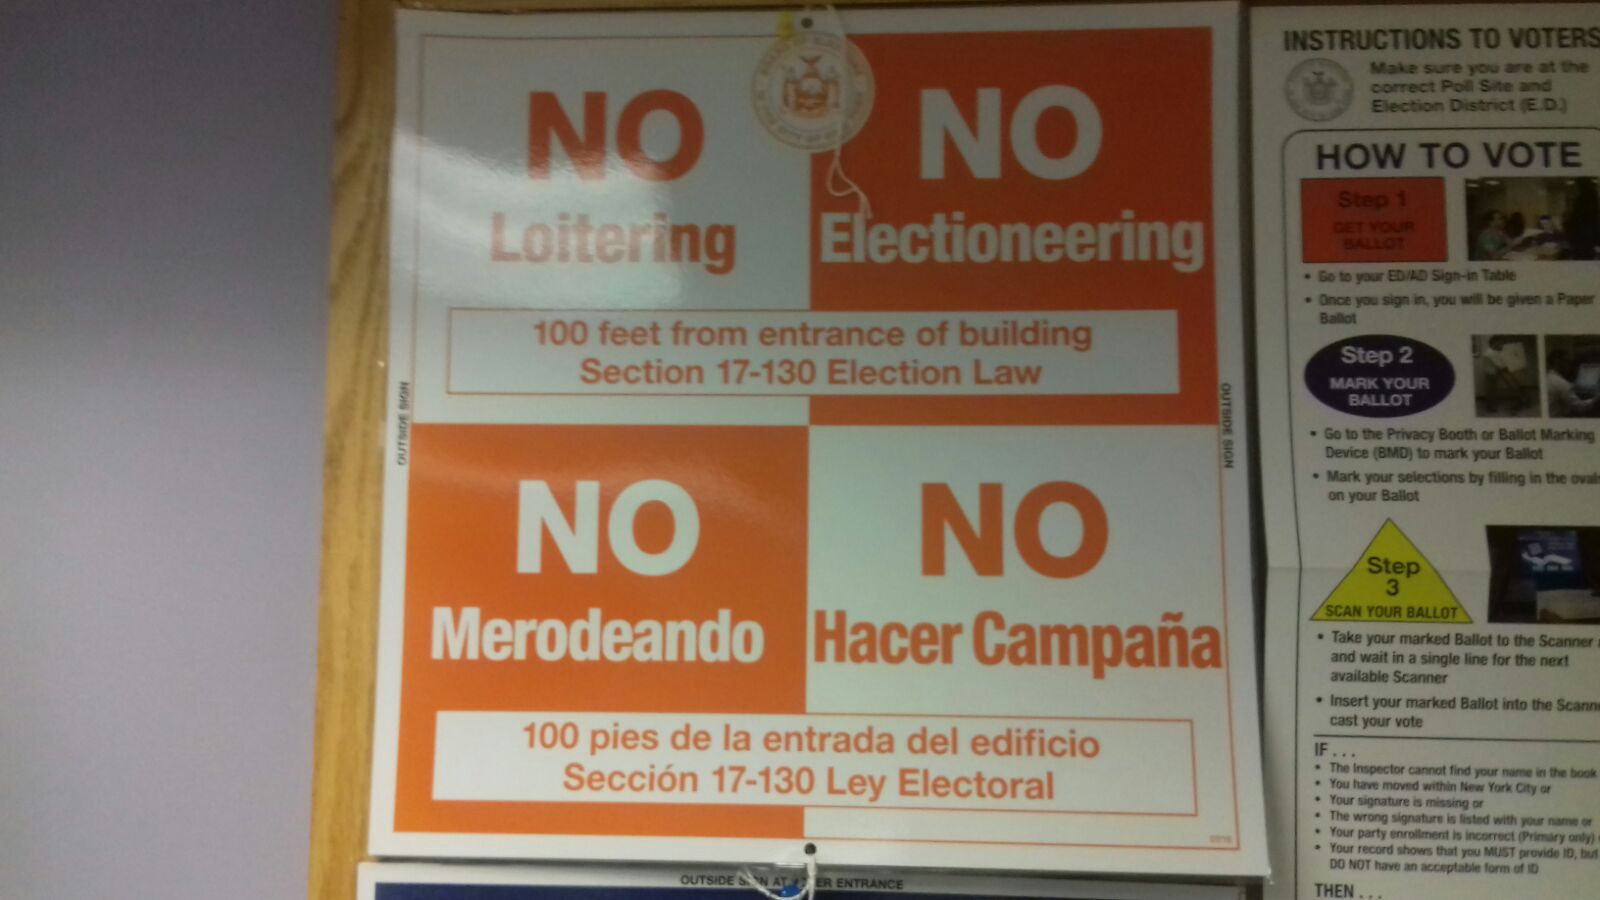 NO
Loitering
NO
Electioneering
100 feet from entrance of building
Section 17-130 Election Law
NO
Merodeando
NO
Hacer Campaña
100 pies de la entrada del edificio
Sección 17-130 Ley Electoral
OUTSIDE SIGN
OUTSIDE SIGN
OUTSIDE SIGN AT ENTRANCE
INSTRUCTIONS TO VOTERS
Make sure you are at the
correct Poll Site and
Election District (E.D.)
HOW TO VOTE
Step 1
GET YOUR
BALLOT
• Go to your ED/AD Sign-in Table
• Once you sign in, you will be given a Paper
Ballot
Step 2
MARK YOUR
BALLOT
• Go to the Privacy Booth or Ballot Marking
Device (BMD) to mark your Ballot
• Mark your selections by filling in the ovals
on your Ballot
Step
3
SCAN YOUR BALLOT
• Take your marked Ballot to the Scanner
and wait in a single line for the next
available Scanner
• Insert your marked Ballot into the
cast your vote
IF . . .
• The Inspector cannot find your name in the book
• You have moved within New York City or
• Your signature is missing or
• The wrong signature is listed with your name or
• Your party enrollment is incorrect (Primary only)
• Your record shows that you MUST provide ID, but
DO NOT have an acceptable form of ID
THEN . . .